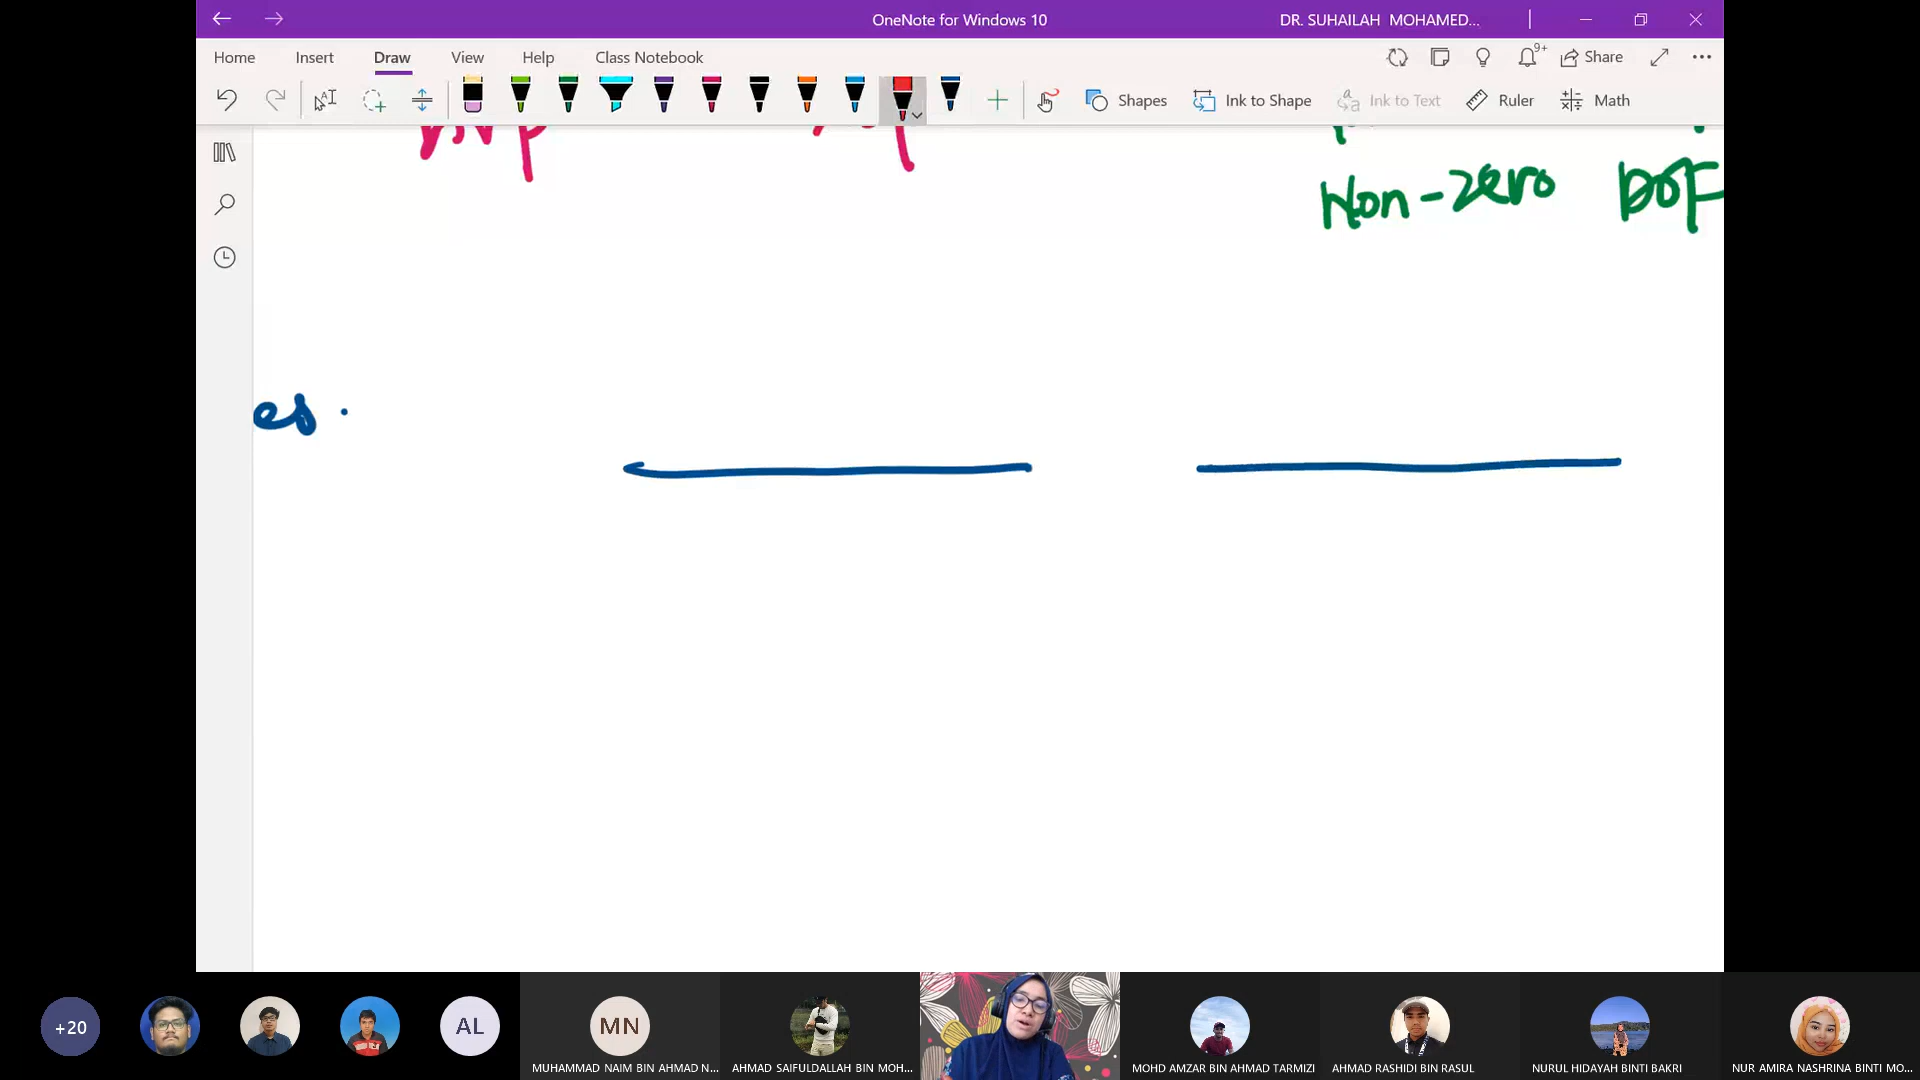 OneNote for Windows 10
DR. SUHAILAH MOHAMED...
Home Insert Draw View Help Class Notebook
9+ Share
Shapes Ink to Shape Ink to Text Ruler Math
Non-zero DOF
es.
+20
AL
MN
MUHAMMAD NAIM BIN AHMAD N...
AHMAD SAIFULDALLAH BIN MOH...
MOHD AMZAR BIN AHMAD TARMIZI
AHMAD RASHIDI BIN RASUL
NURUL HIDAYAH BINTI BAKRI
NUR AMIRA NASHRINA BINTI MO...